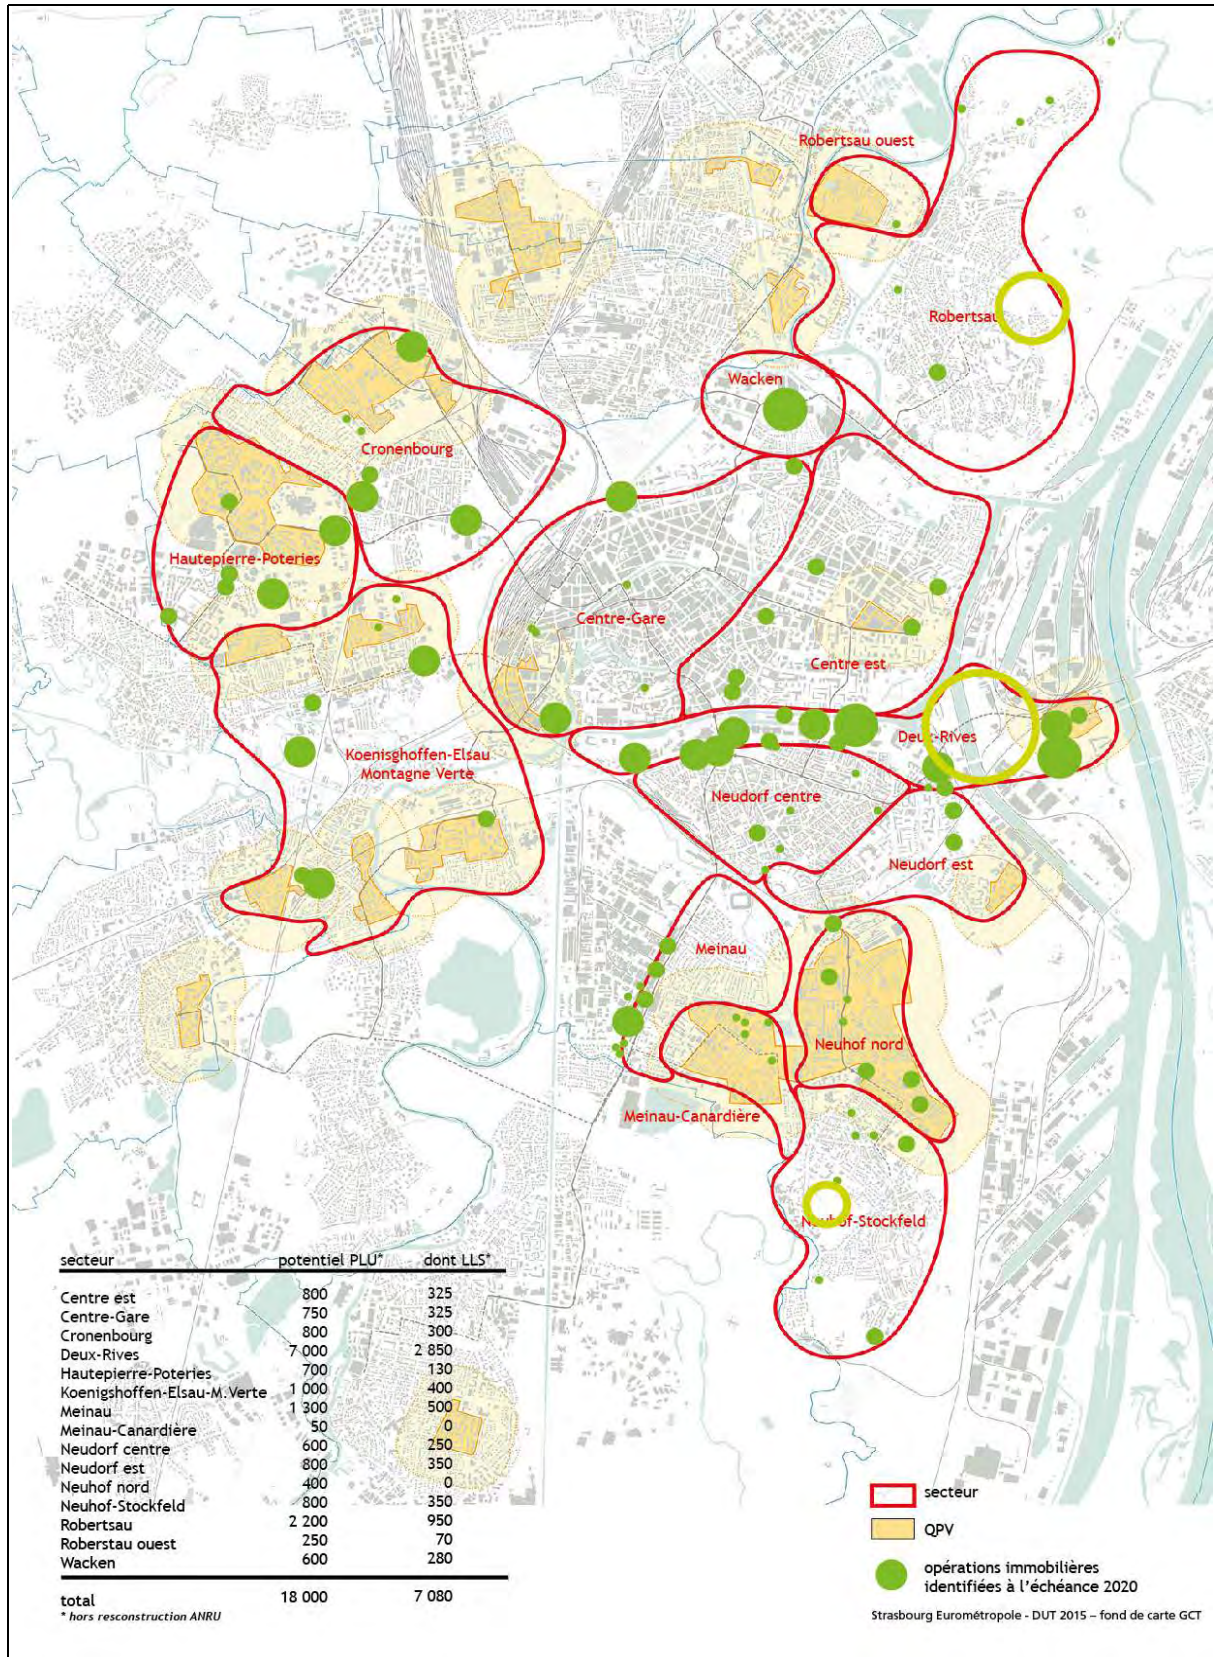 Robertsau ouest
Robertsau
Wacken
Cronenbourg
Hautepierre-Poteries
Centre-Gare
Centre est
Deux-Rives
Koenisghoffen-Elsau
Montagne Verte
Neudorf centre
Neudorf est
Meinau
Neuhof nord
Meinau-Canardière
Neuhof-Stockfeld
secteur potentiel PLU* dont LLS*
Centre est 800 325
Centre-Gare 750 325
Cronenbourg 800 300
Deux-Rives 7 000 2 850
Hautepierre-Poteries 700 130
Koenigshoffen-Elsau-M.Verte 1 000 400
Meinau 1 300 500
Meinau-Canardière 50 0
Neudorf centre 600 250
Neudorf est 800 350
Neuhof nord 400 0
Neuhof-Stockfeld 800 350
Robertsau 2 200 950
Roberstau ouest 250 70
Wacken 600 280
total 18 000 7 080
* hors resconstruction ANRU
secteur
QPV
opérations immobilières
identifiées à l'échéance 2020
Strasbourg Eurométropole - DUT 2015 – fond de carte GCT